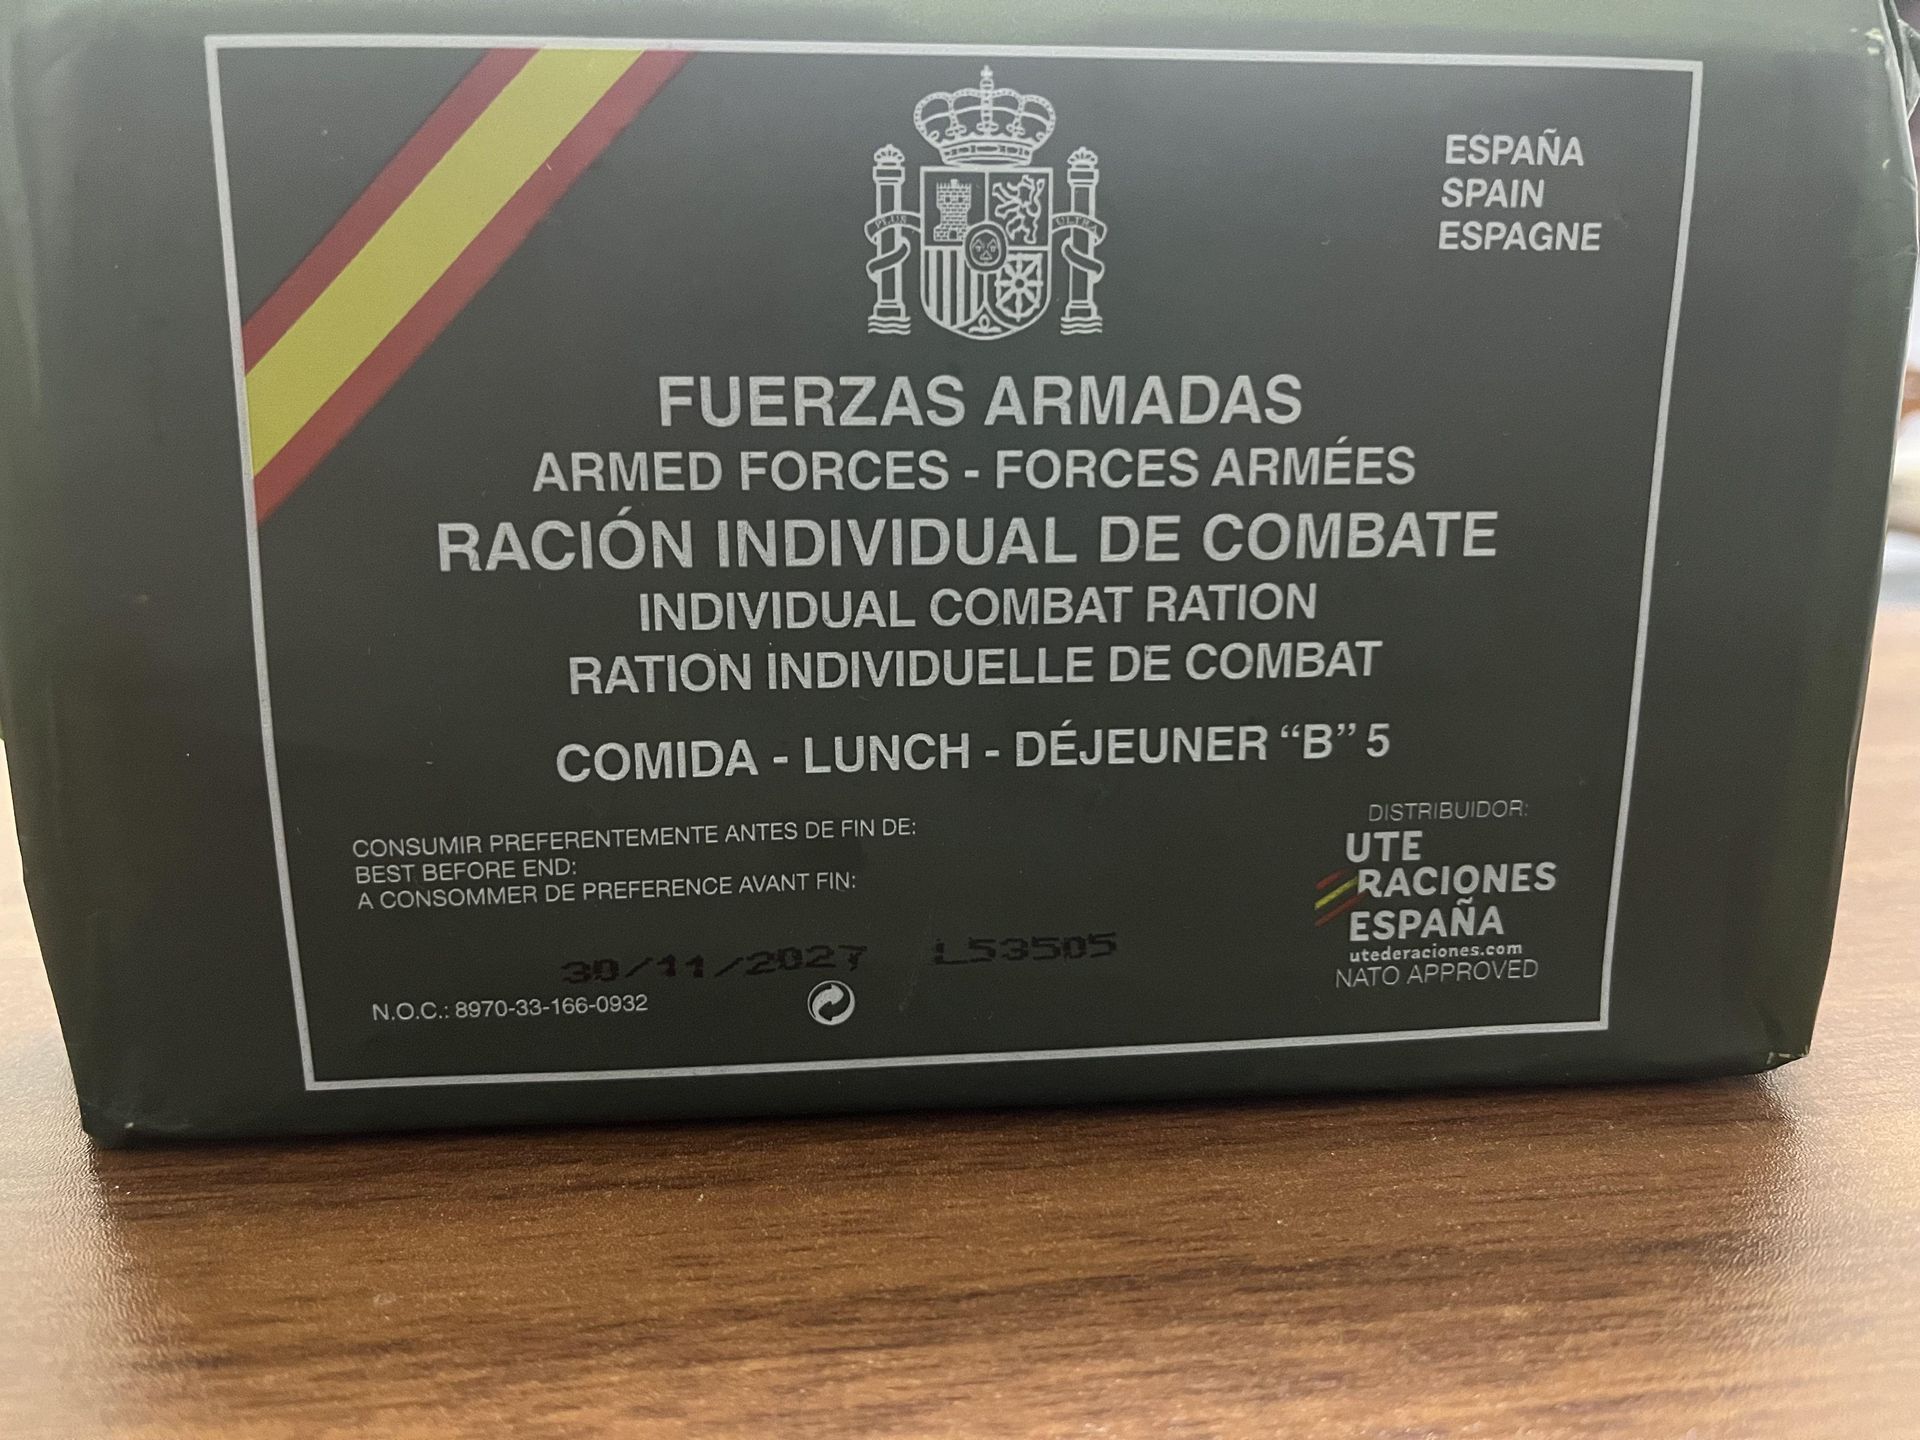 ESPAÑA
SPAIN
ESPAGNE
PLUS ULTRA
FUERZAS ARMADAS
ARMED FORCES - FORCES ARMÉES
RACIÓN INDIVIDUAL DE COMBATE
INDIVIDUAL COMBAT RATION
RATION INDIVIDUELLE DE COMBAT
COMIDA - LUNCH - DÉJEUNER “B” 5
CONSUMIR PREFERENTEMENTE ANTES DE FIN DE:
BEST BEFORE END:
A CONSOMMER DE PREFERENCE AVANT FIN:
30/11/2027 L53505
N.O.C.: 8970-33-166-0932
DISTRIBUIDOR:
UTE
RACIONES
ESPAÑA
utederaciones.com
NATO APPROVED